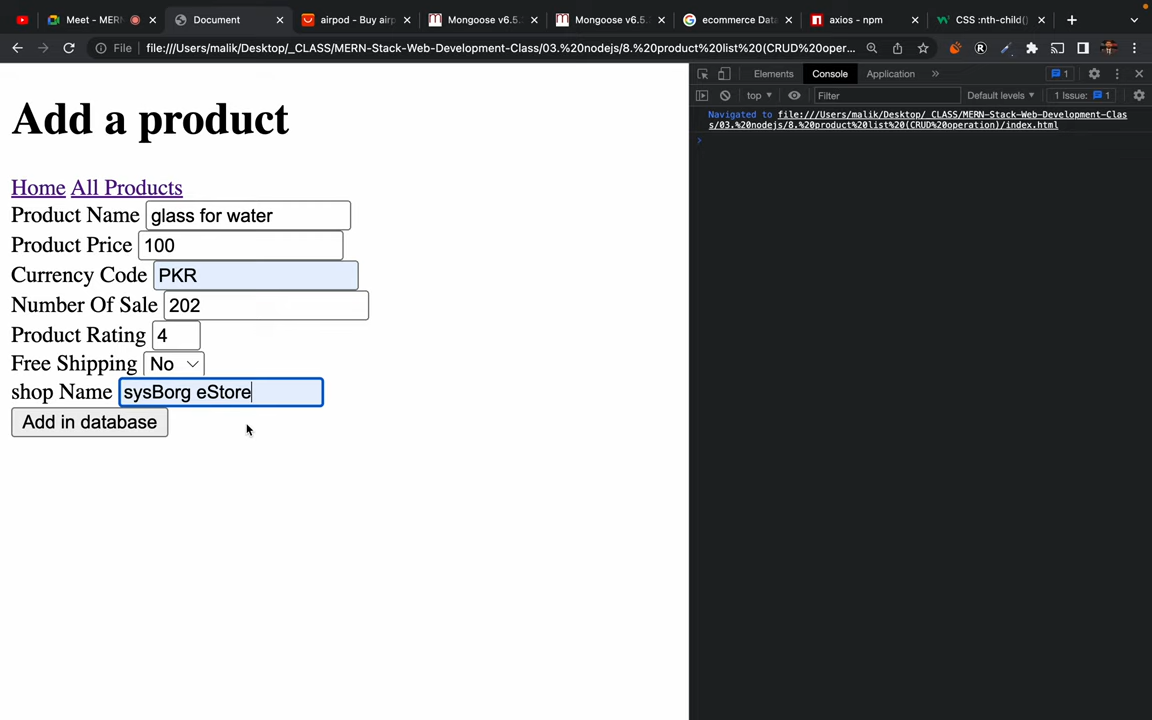 Meet - MERN
Document
airpod - Buy airp
Mongoose v6.5.
Mongoose v6.5.
ecommerce Data
axios - npm
CSS :nth-child()
File
file:///Users/malik/Desktop/_CLASS/MERN-Stack-Web-Development-Class/03.%20nodejs/8.%20product%20list%20(CRUD%20oper...
Add a product
Home All Products
Product Name glass for water
Product Price 100
Currency Code PKR
Number Of Sale 202
Product Rating 4
Free Shipping No
shop Name sysBorg eStore
Add in database
Elements Console Application » 1
top Filter Default levels 1 Issue: 1
Navigated to file:///Users/malik/Desktop/_CLASS/MERN-Stack-Web-Development-Clas
s/03.%20nodejs/8.%20product%20list%20(CRUD%20operation)/index.html